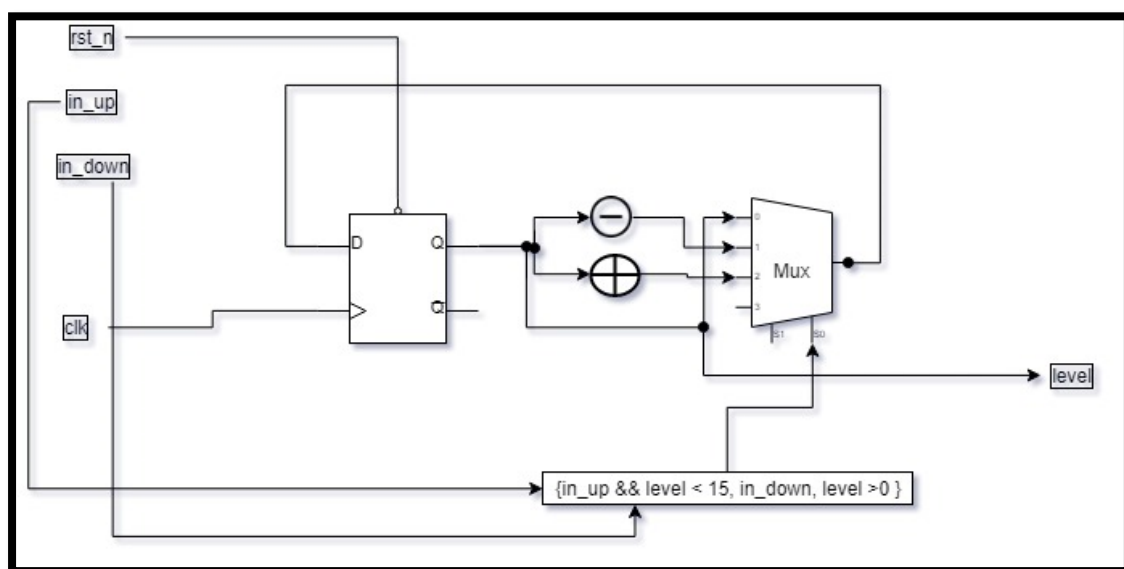 rst_n
in_up
in_down
clk
D
Q
Q
0
1
2
3
Mux
S1
S0
level
{in_up && level < 15, in_down, level >0 }